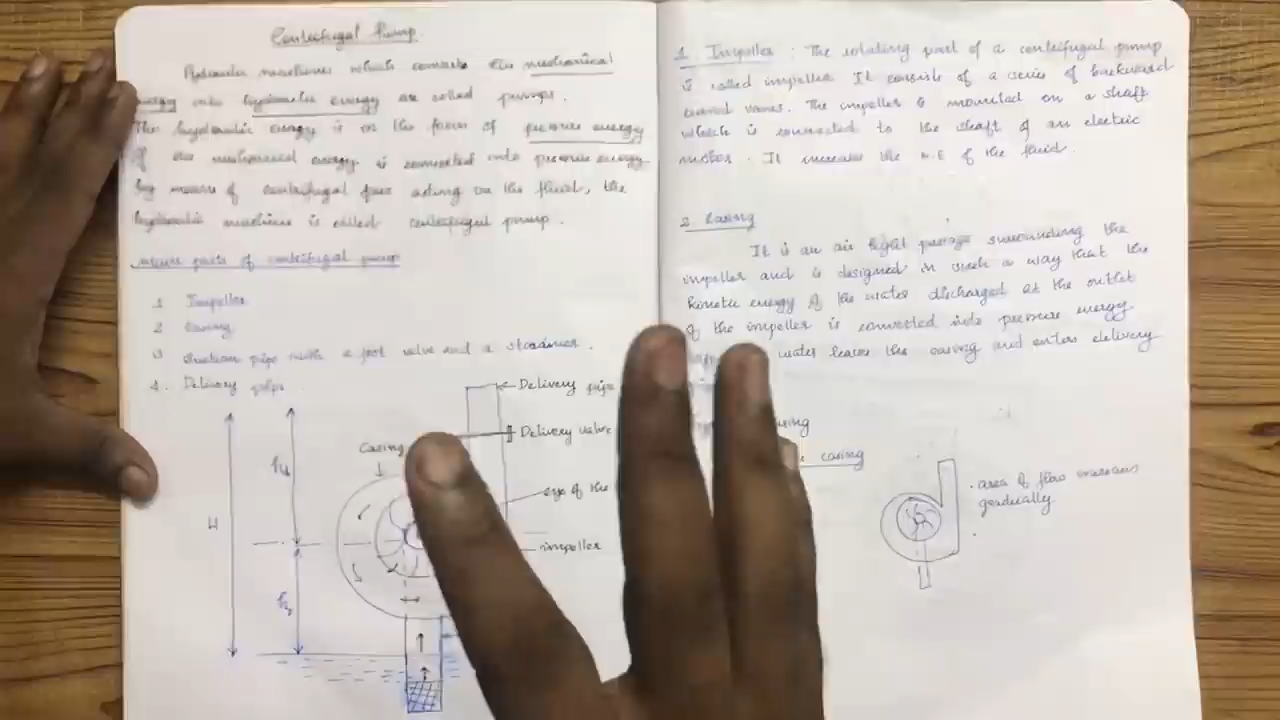 Centrifugal Pump.
Hydraulic machines which converts the mechanical
energy into hydraulic energy are called pumps.
The hydraulic energy is in the form of pressure energy
If the mechanical energy is converted into pressure energy
by means of centrifugal force acting on the fluid, the
hydraulic machine is called centrifugal pump.
main parts of centrifugal pump
1 Impeller
2 Casing
3 Suction pipe with a foot valve and a strainer.
4. Delivery pipe.
Delivery pipe
Delivery valve
Casing
eye of the
impeller
hd
H
hs
1 Impeller : The rotating part of a centrifugal pump
is called impeller. It consists of a series of backward
curved vanes. The impeller is mounted on a shaft
which is connected to the shaft of an electric
motor. It increase the K.E of the fluid.
2 Casing
It is an air tight passage surrounding the
impeller and is designed in such a way that the
kinetic energy of the water discharged at the outlet
of the impeller is converted into pressure energy
water leaves the casing and enters delivery
casing
area of flow increases
gradually